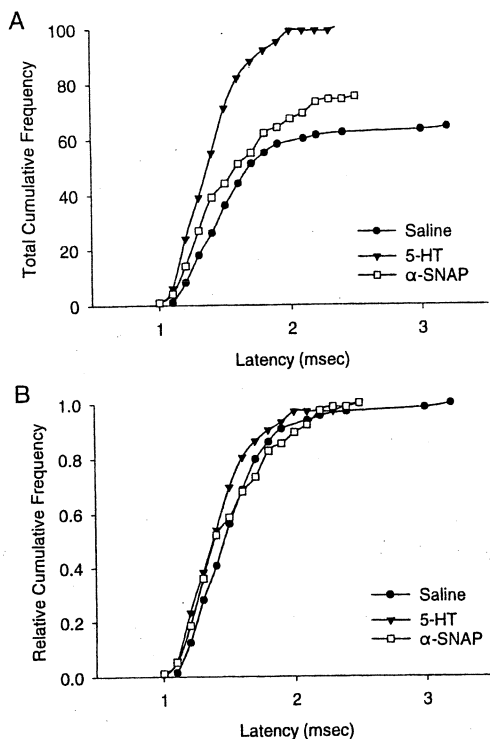 A
Total Cumulative Frequency
100
80
60
40
20
0
Saline
5-HT
α-SNAP
1
2
3
Latency (msec)
B
Relative Cumulative Frequency
1.0
0.8
0.6
0.4
0.2
0.0
Saline
5-HT
α-SNAP
1
2
3
Latency (msec)